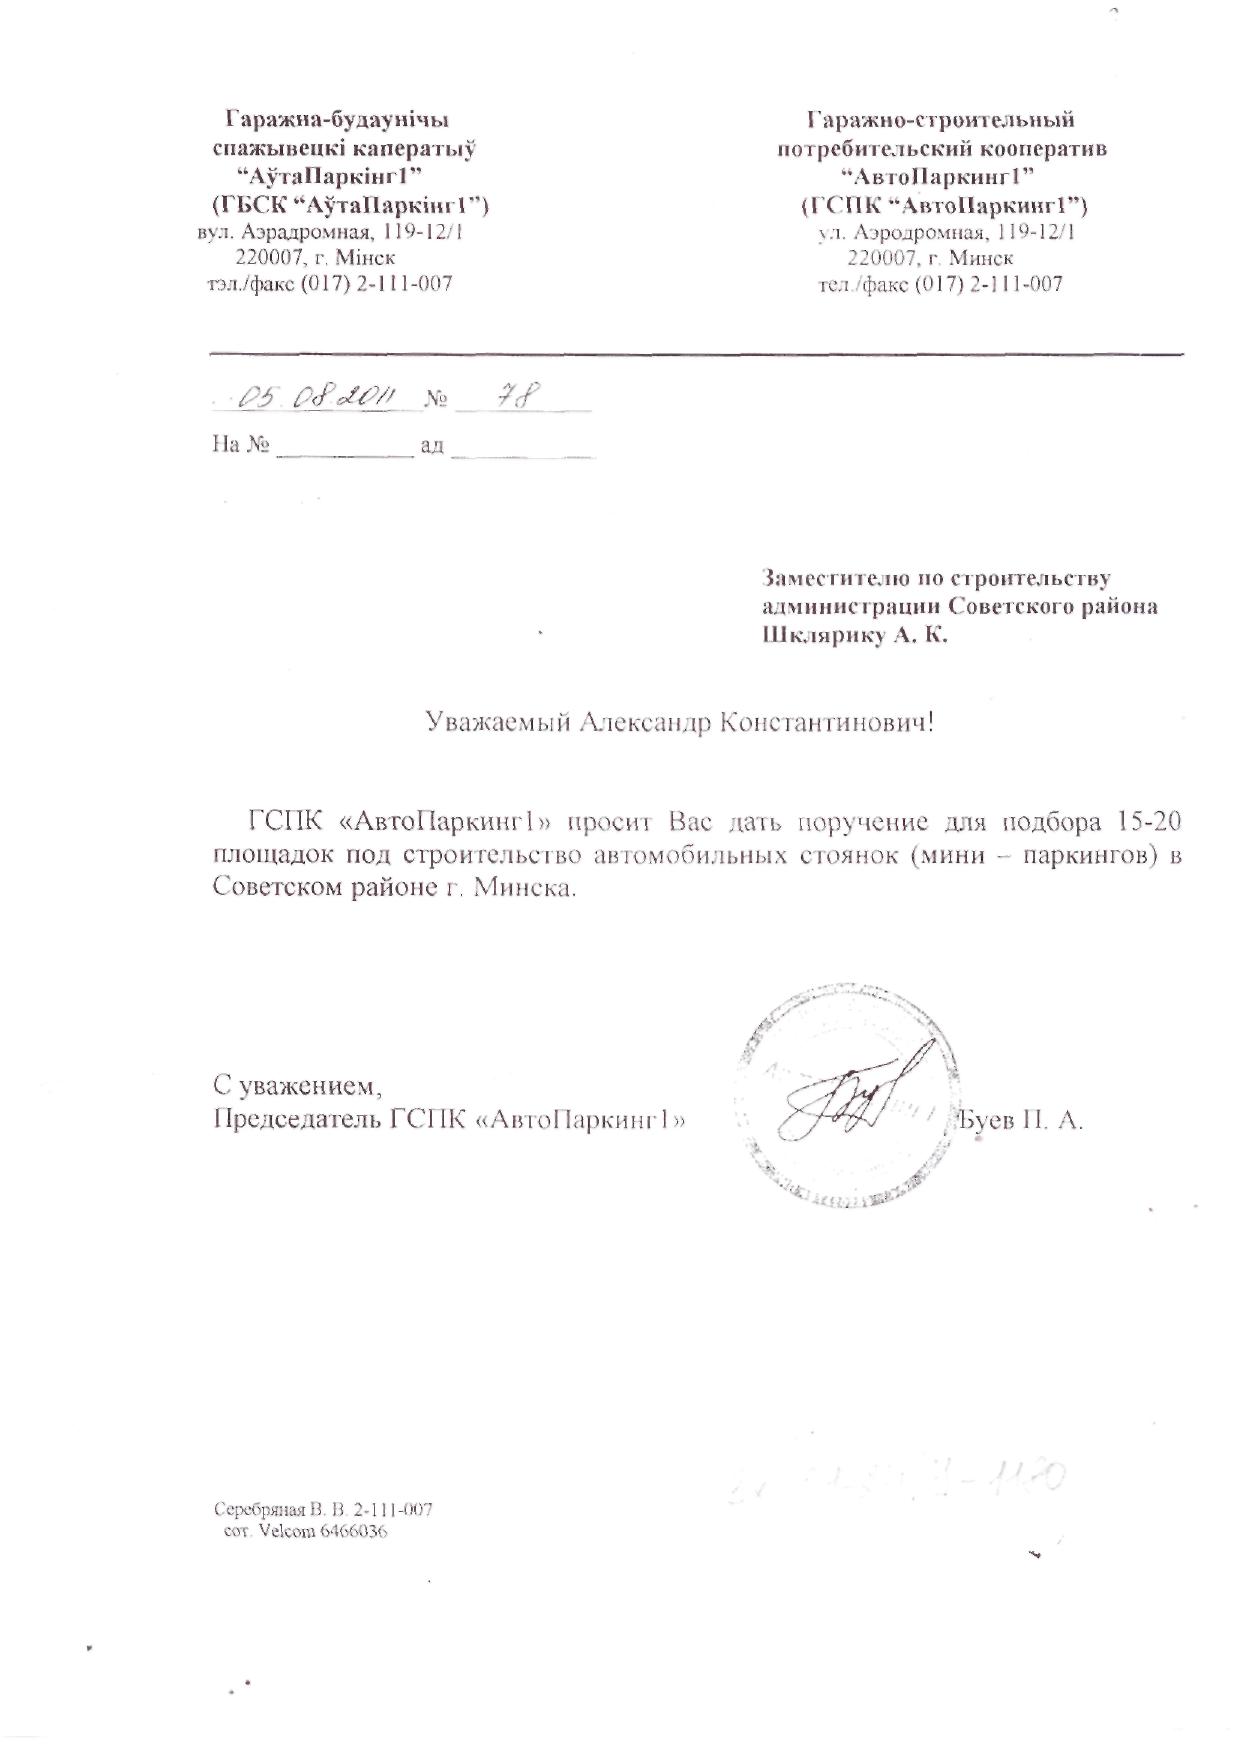 Гаражна-будаунічы
спажывецкі каператыў
“АўтаПаркінг1”
(ГБСК “АўтаПаркінг1”)
вул. Аэрадромная, 119-12/1
220007, г. Мінск
тэл./факс (017) 2-111-007
Гаражно-строительный
потребительский кооператив
“АвтоПаркинг1”
(ГСПК “АвтоПаркинг1”)
ул. Аэродромная, 119-12/1
220007, г. Минск
тел./факс (017) 2-111-007
05.08.2011 № 78
На № ____________ ад ____________
Заместителю по строительству
администрации Советского района
Шклярику А. К.
Уважаемый Александр Константинович!
ГСПК «АвтоПаркинг1» просит Вас дать поручение для подбора 15-20
площадок под строительство автомобильных стоянок (мини – паркингов) в
Советском районе г. Минска.
С уважением,
Председатель ГСПК «АвтоПаркинг1» Буев П. А.
Серебряная В. В. 2-111-007
сот. Velcom 6466036